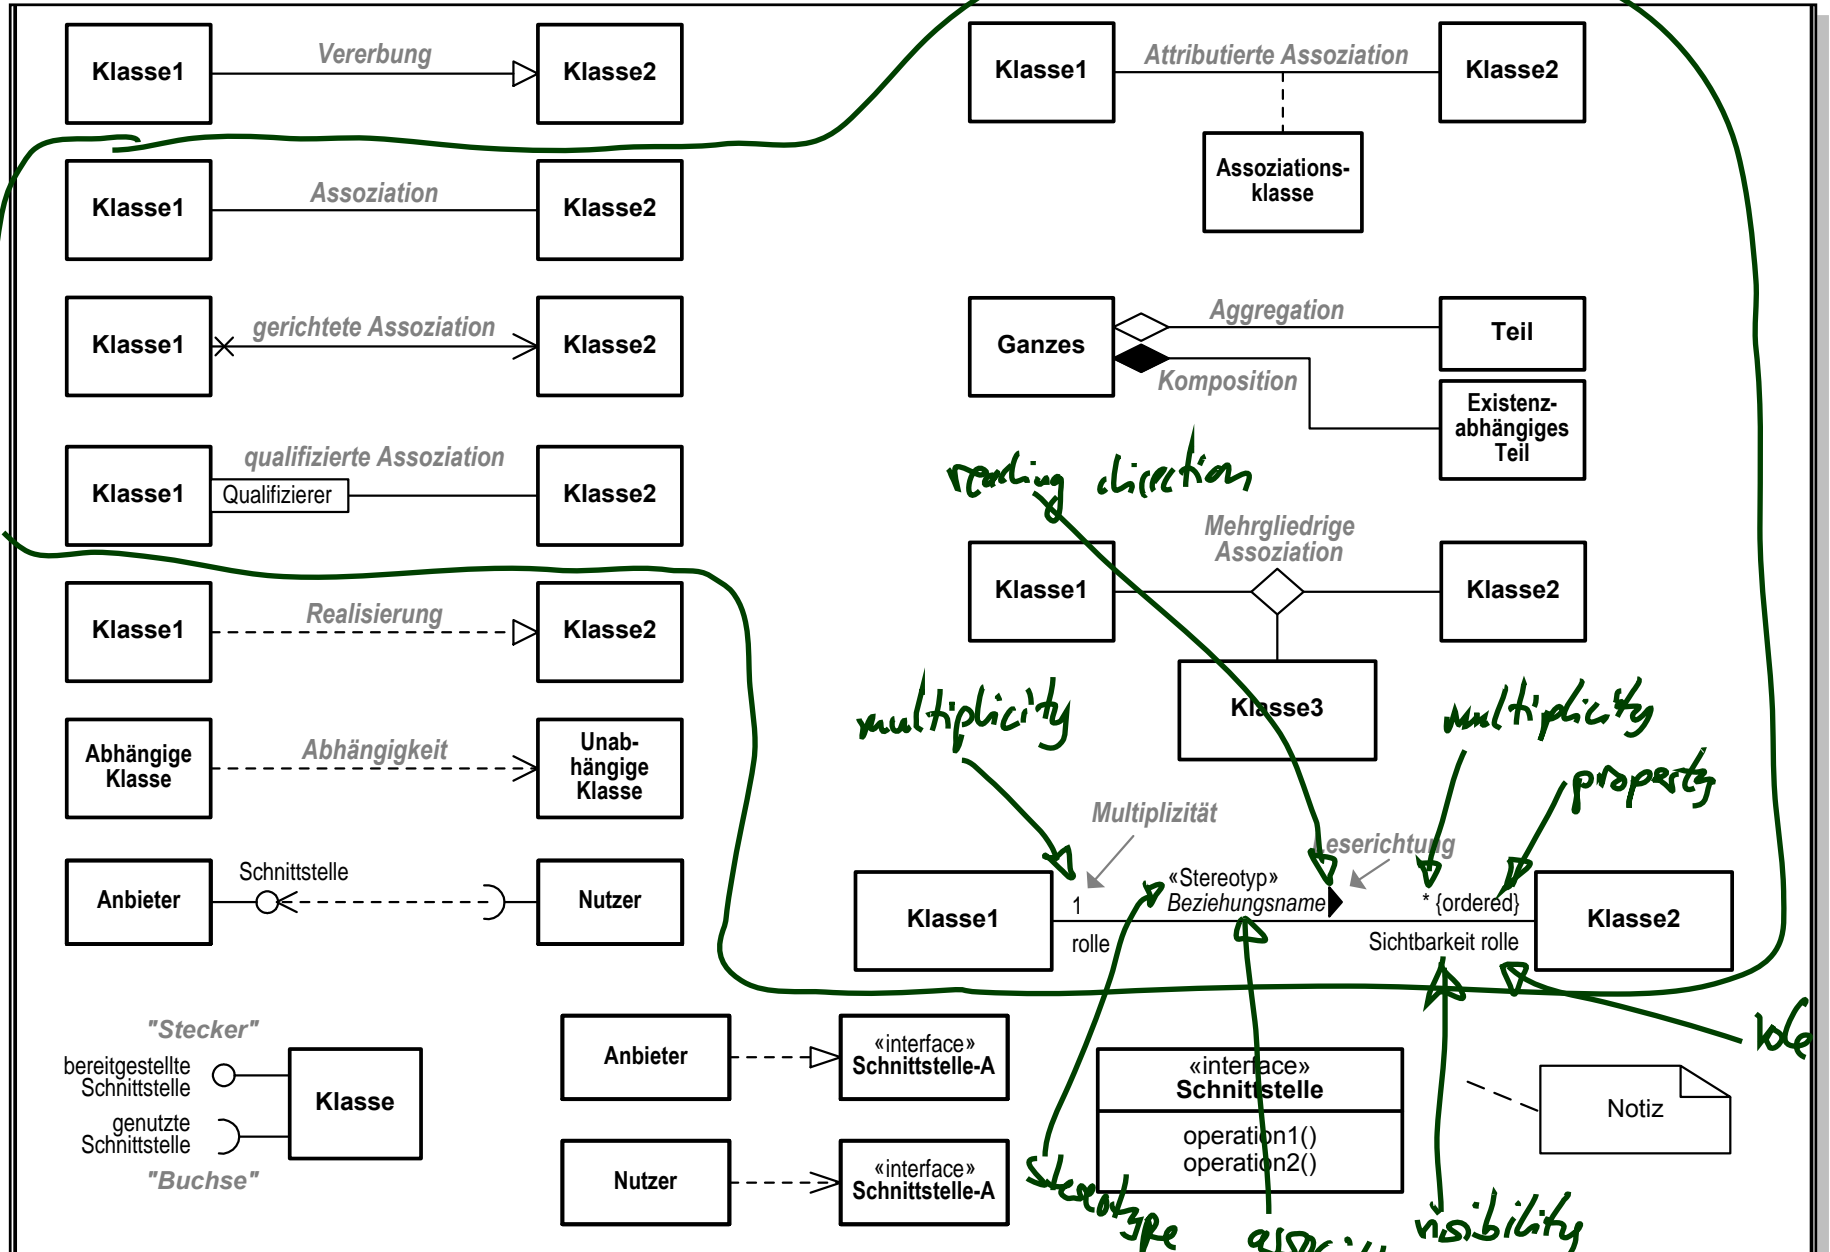 Klasse1
Vererbung
Klasse2
Klasse1
Attributierte Assoziation
Klasse2
Assoziations-
klasse
Klasse1
Assoziation
Klasse2
Klasse1
gerichtete Assoziation
Klasse2
Ganzes
Aggregation
Teil
Komposition
Existenz-
abhängiges
Teil
Klasse1
qualifizierte Assoziation
Qualifizierer
Klasse2
reading direction
Mehrgliedrige
Assoziation
Klasse1
Klasse2
Klasse3
Klasse1
Realisierung
Klasse2
multiplicity
multiplicity
property
Abhängige
Klasse
Abhängigkeit
Unab-
hängige
Klasse
Multiplizität
Leserichtung
Anbieter
Schnittstelle
Nutzer
Klasse1
1
«Stereotyp»
Beziehungsname
* {ordered}
rolle
Sichtbarkeit rolle
Klasse2
role
"Stecker"
bereitgestellte
Schnittstelle
genutzte
Schnittstelle
"Buchse"
Klasse
Anbieter
«interface»
Schnittstelle-A
Nutzer
«interface»
Schnittstelle-A
«interface»
Schnittstelle
operation1()
operation2()
Notiz
stereotype
visibility